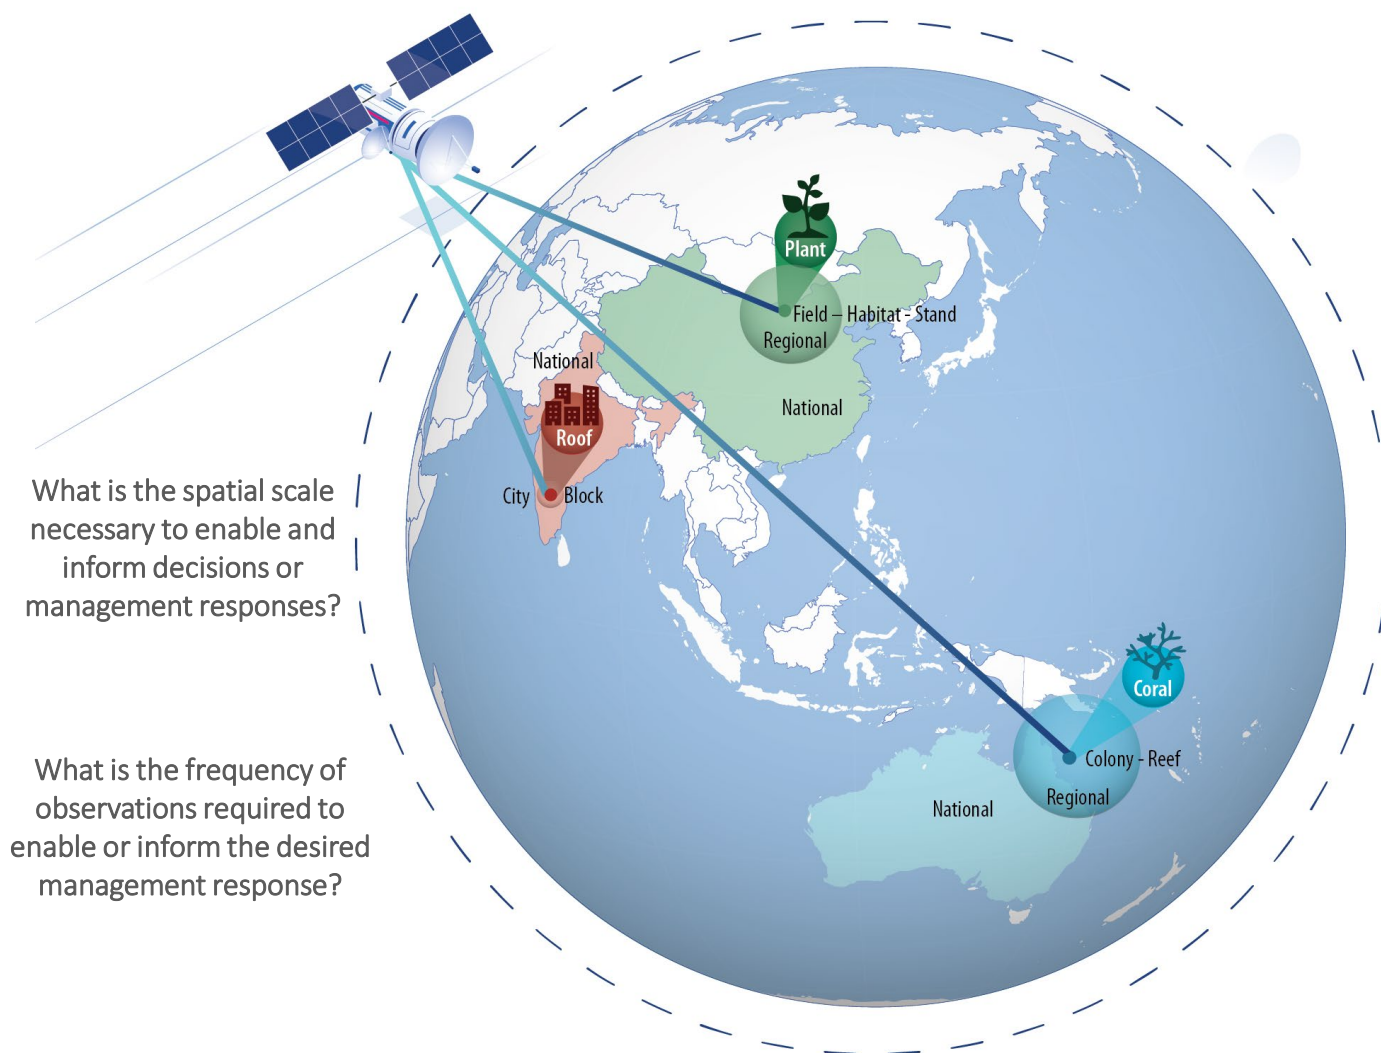 Plant
Field – Habitat - Stand
Regional
National
National
Roof
City
Block
What is the spatial scale
necessary to enable and
inform decisions or
management responses?
Coral
Colony - Reef
Regional
National
What is the frequency of
observations required to
enable or inform the desired
management response?